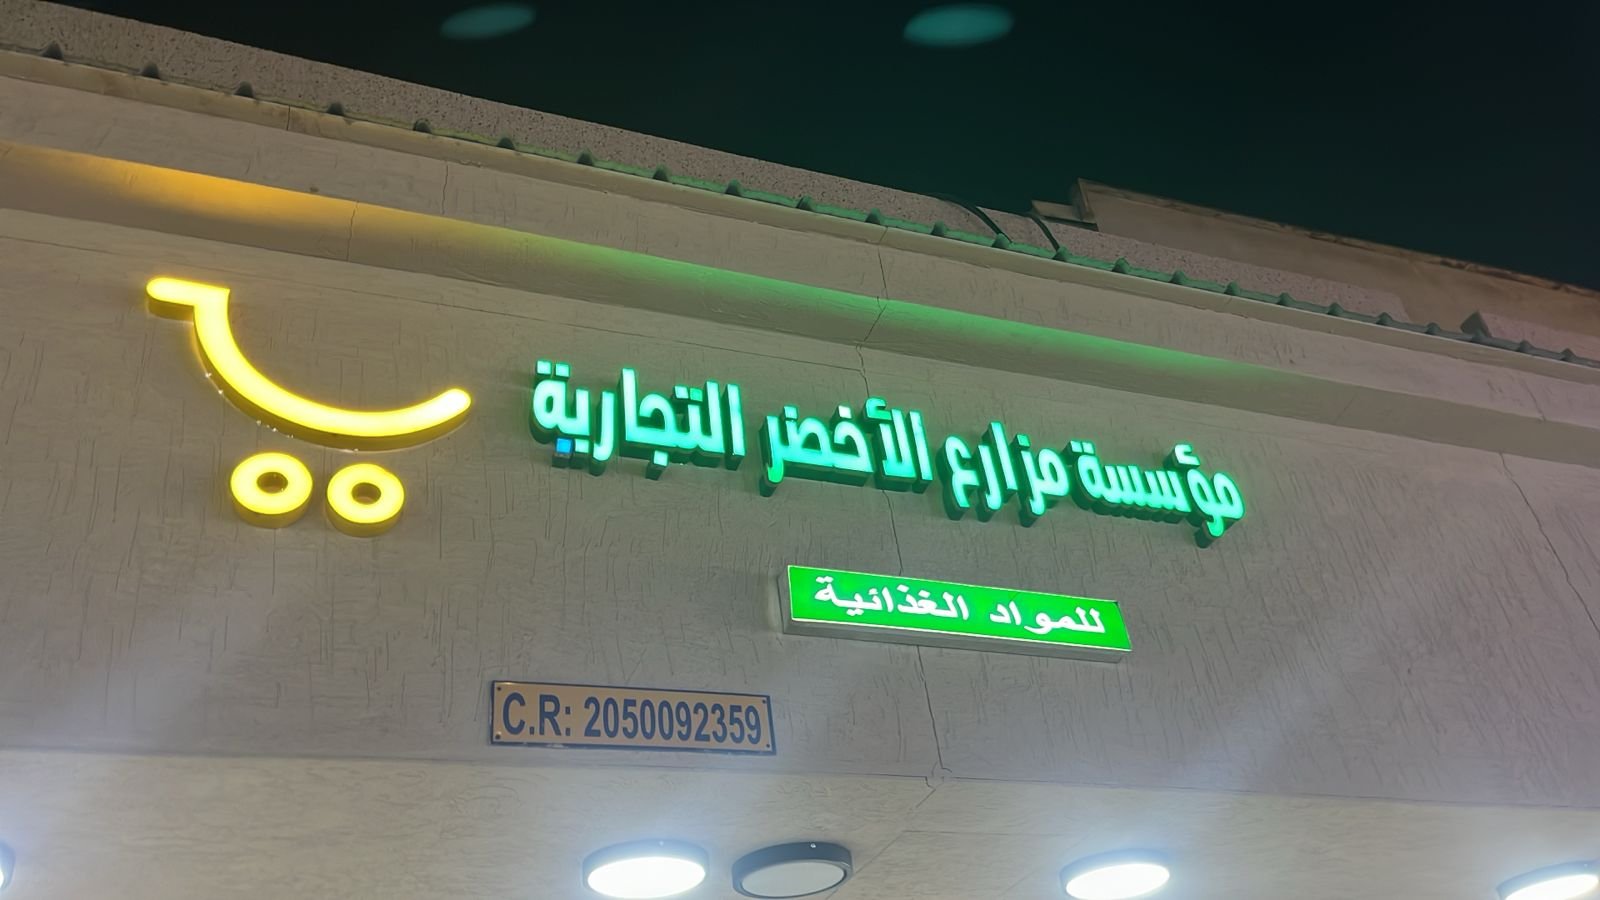 مؤسسة مزارع الأخضر التجارية
للمواد الغذائية
C.R: 2050092359